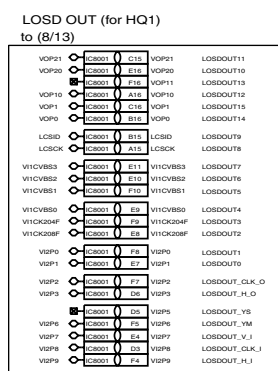 LOSD OUT (for HQ1)
to (8/13)
VOP21 IC8001 C15 VOP21 LOSDOUT11
VOP20 IC8001 E16 VOP20 LOSDOUT10
IC8001 F16 VOP11 LOSDOUT13
VOP10 IC8001 A16 VOP10 LOSDOUT12
VOP1 IC8001 C16 VOP1 LOSDOUT15
VOP0 IC8001 B16 VOP0 LOSDOUT14
LCSID IC8001 B15 LCSID LOSDOUT9
LCSCK IC8001 A15 LCSCK LOSDOUT8
VI1CVBS3 IC8001 E11 VI1CVBS3 LOSDOUT7
VI1CVBS2 IC8001 E10 VI1CVBS2 LOSDOUT6
VI1CVBS1 IC8001 F10 VI1CVBS1 LOSDOUT5
VI1CVBS0 IC8001 E9 VI1CVBS0 LOSDOUT4
VI1CK204F IC8001 F9 VI1CK204F LOSDOUT3
VI1CK208F IC8001 E8 VI1CK208F LOSDOUT2
VI2P0 IC8001 F8 VI2P0 LOSDOUT1
VI2P1 IC8001 E7 VI2P1 LOSDOUT0
VI2P2 IC8001 F7 VI2P2 LOSDOUT_CLK_O
VI2P3 IC8001 D6 VI2P3 LOSDOUT_H_O
IC8001 D5 VI2P5 LOSDOUT_YS
VI2P6 IC8001 F5 VI2P6 LOSDOUT_YM
VI2P7 IC8001 E4 VI2P7 LOSDOUT_V_I
VI2P8 IC8001 D3 VI2P8 LOSDOUT_CLK_I
VI2P9 IC8001 F4 VI2P9 LOSDOUT_H_I